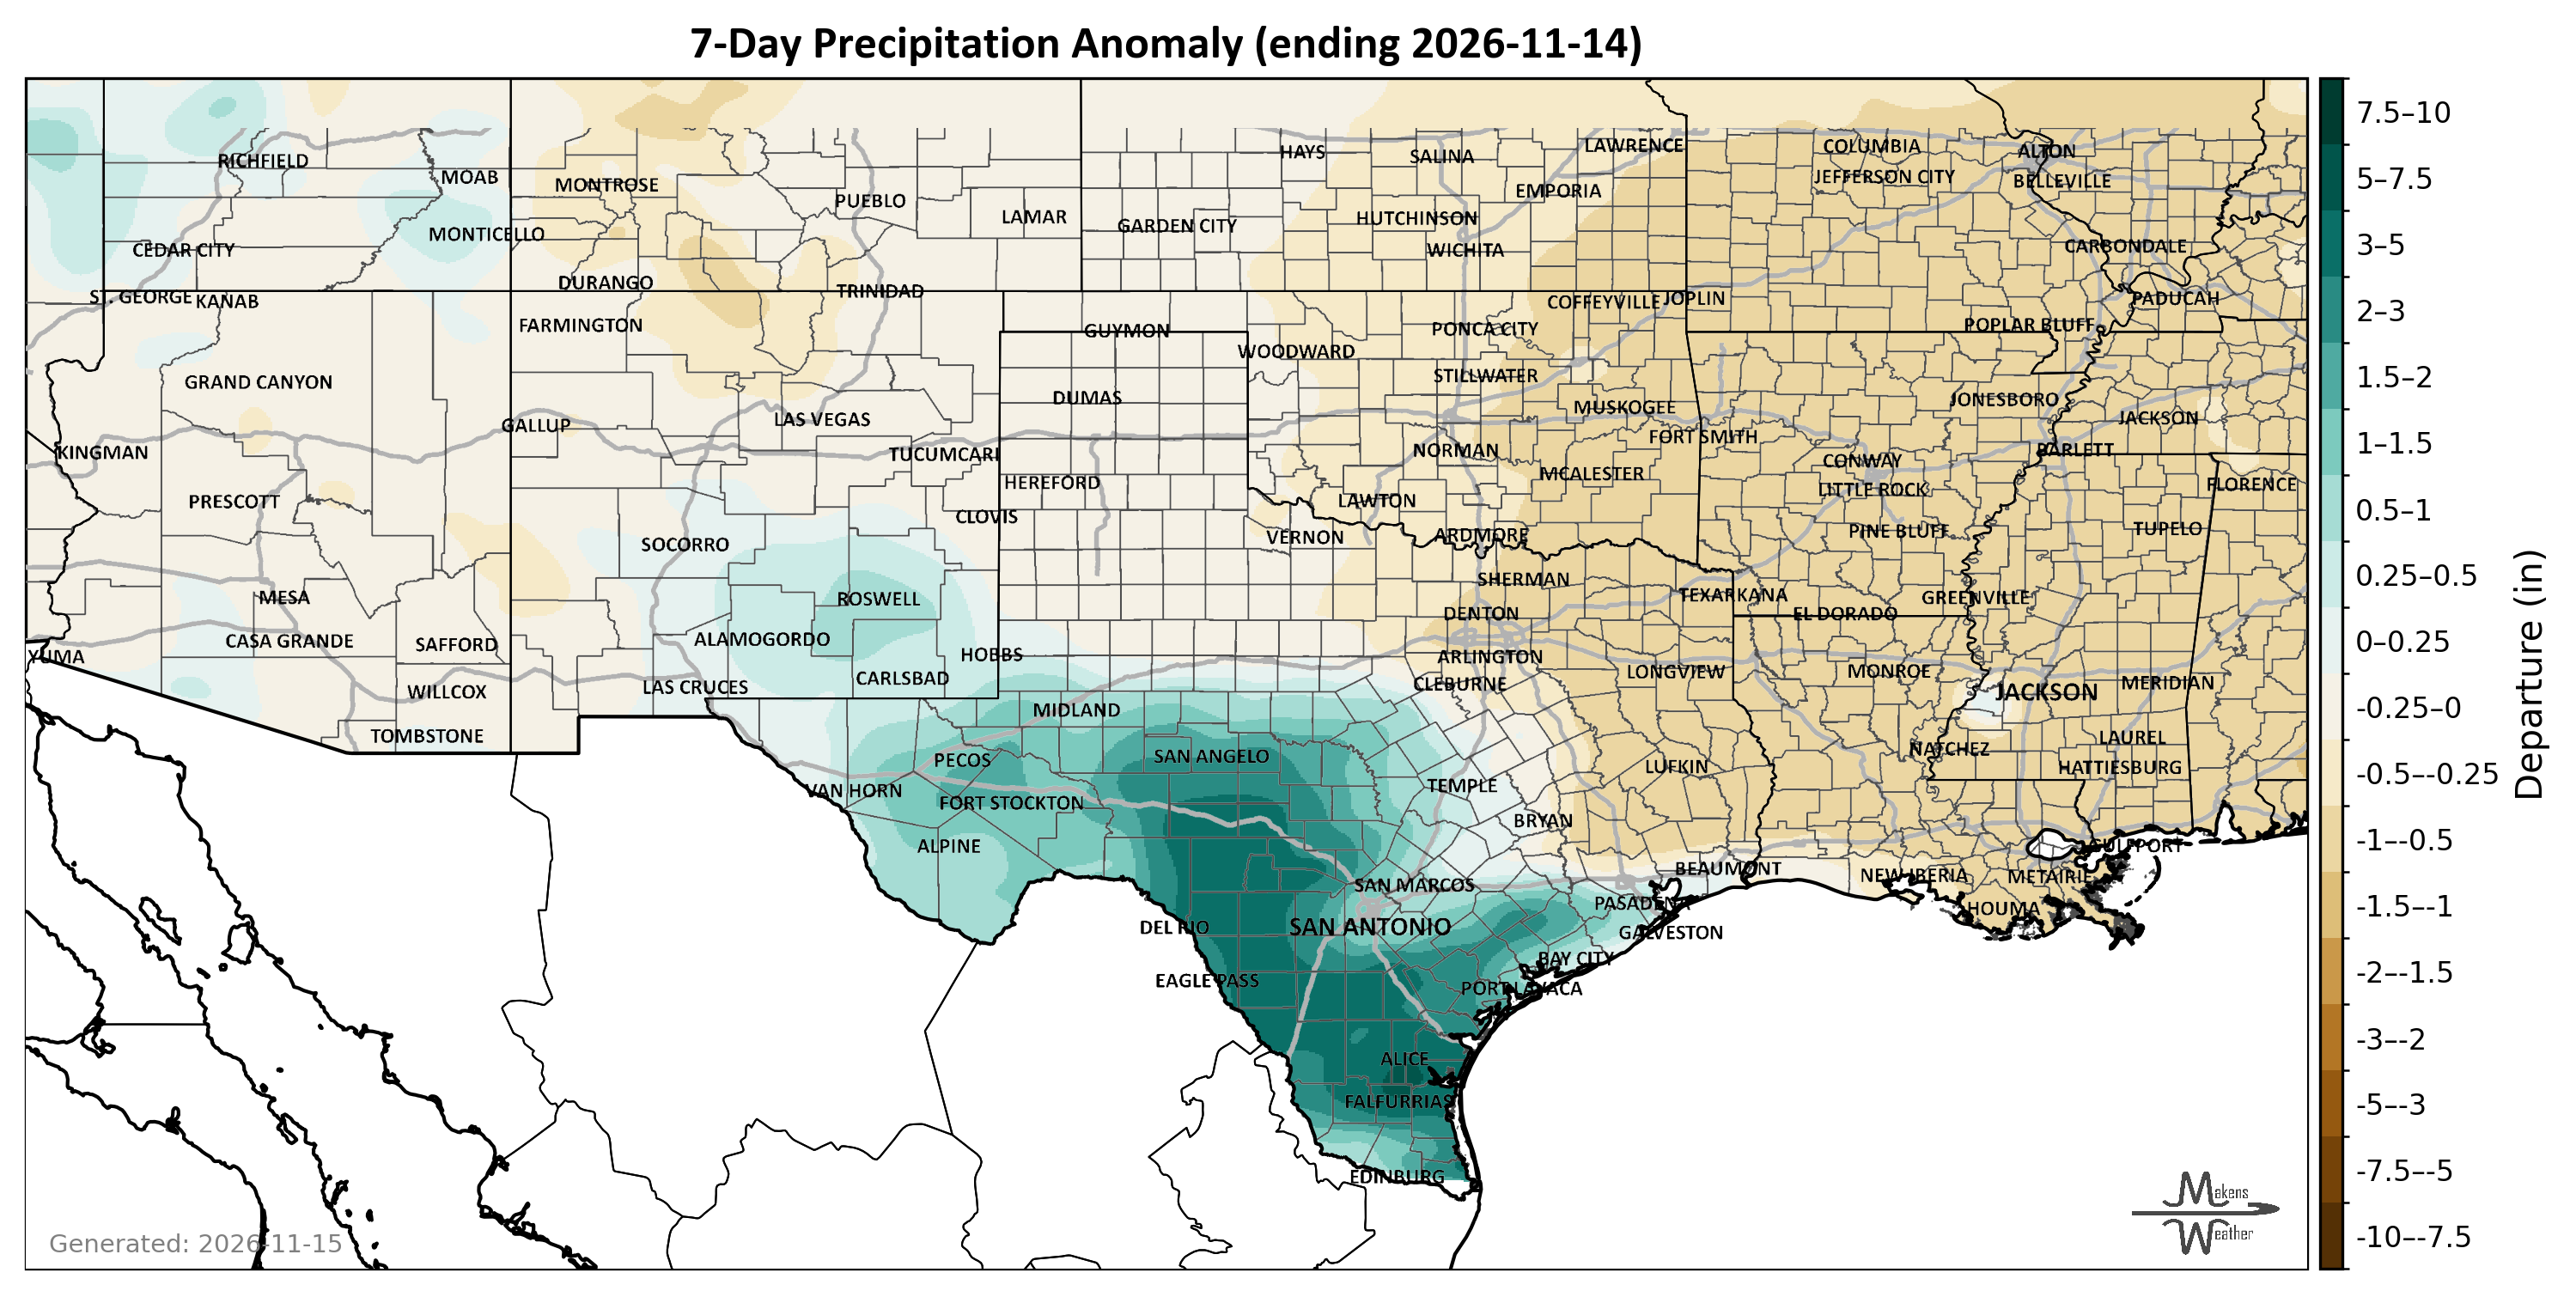 7-Day Precipitation Anomaly (ending 2026-11-14)
RICHFIELD
MOAB
MONTROSE
PUEBLO
LAMAR
HAYS
SALINA
LAWRENCE
COLUMBIA
ALTON
JEFFERSON CITY
BELLEVILLE
EMPORIA
GARDEN CITY
HUTCHINSON
WICHITA
CEDAR CITY
MONTICELLO
CARBONDALE
DURANGO
TRINIDAD
ST. GEORGE
KANAB
COFFEYVILLE
JOPLIN
PADUCAH
FARMINGTON
GUYMON
PONCA CITY
POPLAR BLUFF
WOODWARD
GRAND CANYON
STILLWATER
DUMAS
MUSKOGEE
JONESBORO
JACKSON
GALLUP
LAS VEGAS
FORT SMITH
KINGMAN
TUCUMCARI
NORMAN
BARLETT
CONWAY
MCALESTER
HEREFORD
LITTLE ROCK
FLORENCE
PRESCOTT
LAWTON
CLOVIS
VERNON
ARDMORE
PINE BLUFF
TUPELO
SOCORRO
SHERMAN
MESA
ROSWELL
TEXARKANA
GREENVILLE
DENTON
EL DORADO
CASA GRANDE
SAFFORD
ALAMOGORDO
YUMA
HOBBS
ARLINGTON
LONGVIEW
MONROE
WILLCOX
LAS CRUCES
CARLSBAD
CLEBURNE
JACKSON
MERIDIAN
MIDLAND
TOMBSTONE
NATCHEZ
LAUREL
PECOS
SAN ANGELO
LUFKIN
HATTIESBURG
VAN HORN
FORT STOCKTON
TEMPLE
BRYAN
ALPINE
GULFPORT
BEAUMONT
SAN MARCOS
NEW IBERIA
METAIRIE
PASADENA
HOUMA
DEL RIO
SAN ANTONIO
GALVESTON
BAY CITY
EAGLE PASS
PORT LAVACA
ALICE
FALFURRIAS
EDINBURG
Generated: 2026-11-15
Makens
Weather
7.5–10
5–7.5
3–5
2–3
1.5–2
1–1.5
0.5–1
0.25–0.5
0–0.25
-0.25–0
-0.5–-0.25
-1–-0.5
-1.5–-1
-2–-1.5
-3–-2
-5–-3
-7.5–-5
-10–-7.5
Departure (in)